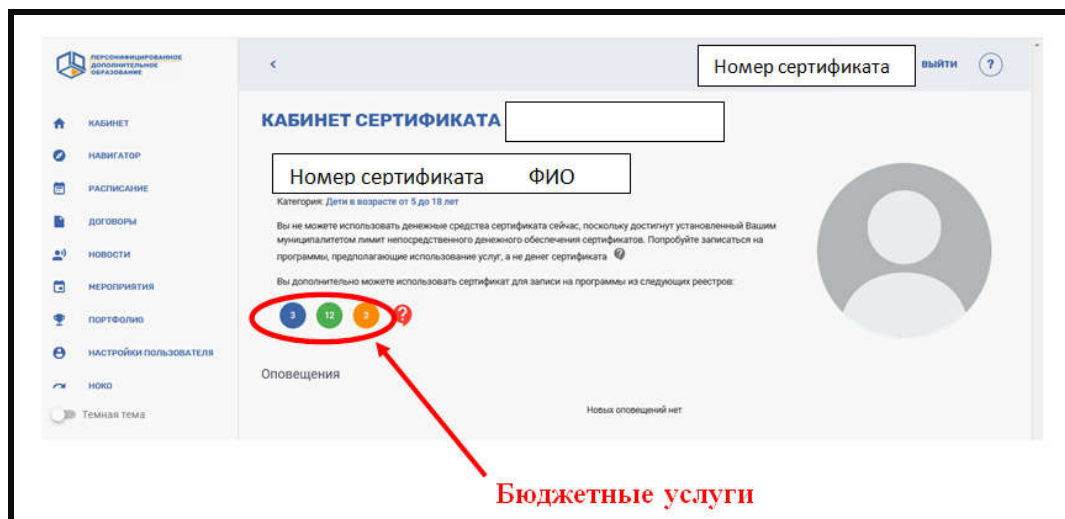 ПЕРСОНИФИЦИРОВАННОЕ
ДОПОЛНИТЕЛЬНОЕ
ОБРАЗОВАНИЕ
Номер сертификата
ВЫЙТИ
?
КАБИНЕТ
НАВИГАТОР
РАСПИСАНИЕ
ДОГОВОРЫ
НОВОСТИ
МЕРОПРИЯТИЯ
ПОРТФОЛИО
НАСТРОЙКИ ПОЛЬЗОВАТЕЛЯ
НОКО
Темная тема
КАБИНЕТ СЕРТИФИКАТА
Номер сертификата ФИО
Категория: Дети в возрасте от 5 до 18 лет
Вы не можете использовать денежные средства сертификата сейчас, поскольку достигнут установленный Вашим
муниципалитетом лимит непосредственного денежного обеспечения сертификатов. Попробуйте записаться на
программы, предполагающие использование услуг, а не денег сертификата ?
Вы дополнительно можете использовать сертификат для записи на программы из следующих реестров:
3 12 2 ?
Оповещения
Новых оповещений нет
Бюджетные услуги